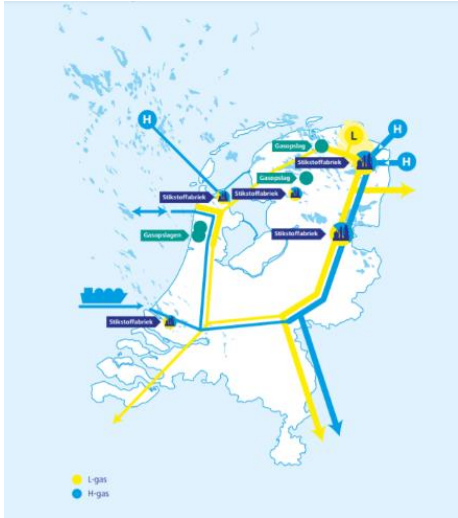 H
L
H
Gasopslag
Stikstoffabriek
H
Gasopslag
Stikstoffabriek
Stikstoffabriek
Gasopslagen
Stikstoffabriek
Stikstoffabriek
L-gas
H-gas